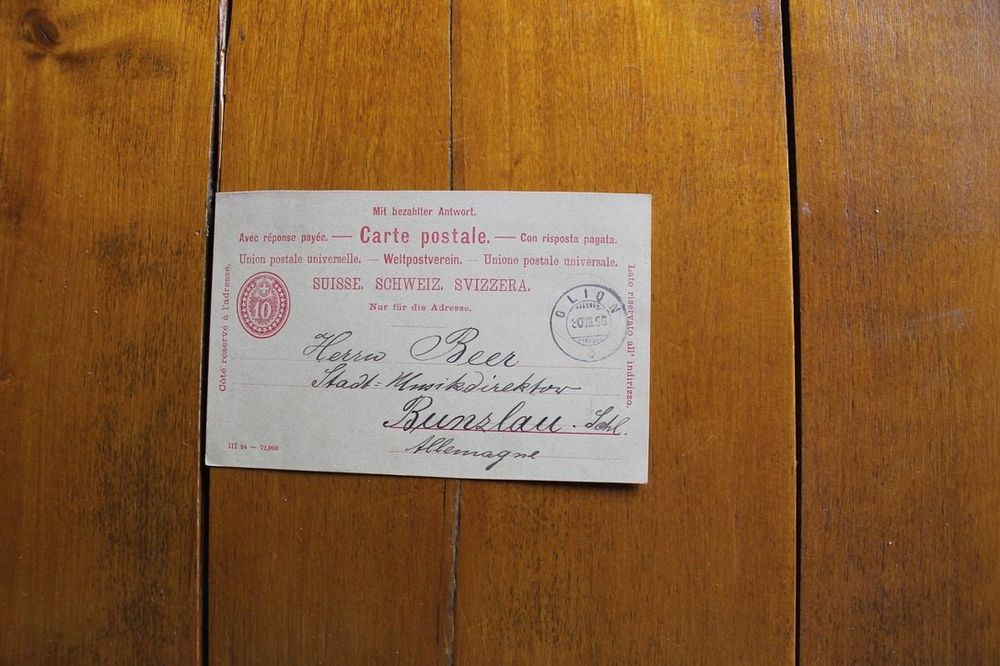 Mit bezahlter Antwort.
Avec réponse payée. — Carte postale. — Con risposta pagata.
Union postale universelle. — Weltpostverein. — Unione postale universale.
SUISSE. SCHWEIZ. SVIZZERA.
Nur für die Adresse.
Côté réservé à l'adresse.
10
GLION
Lato riservato all' indirizzo.
Herrn Beer
Stadt=Musikdirektor
Bunzlau. Schl.
Allemagne
III 94 — 72,000